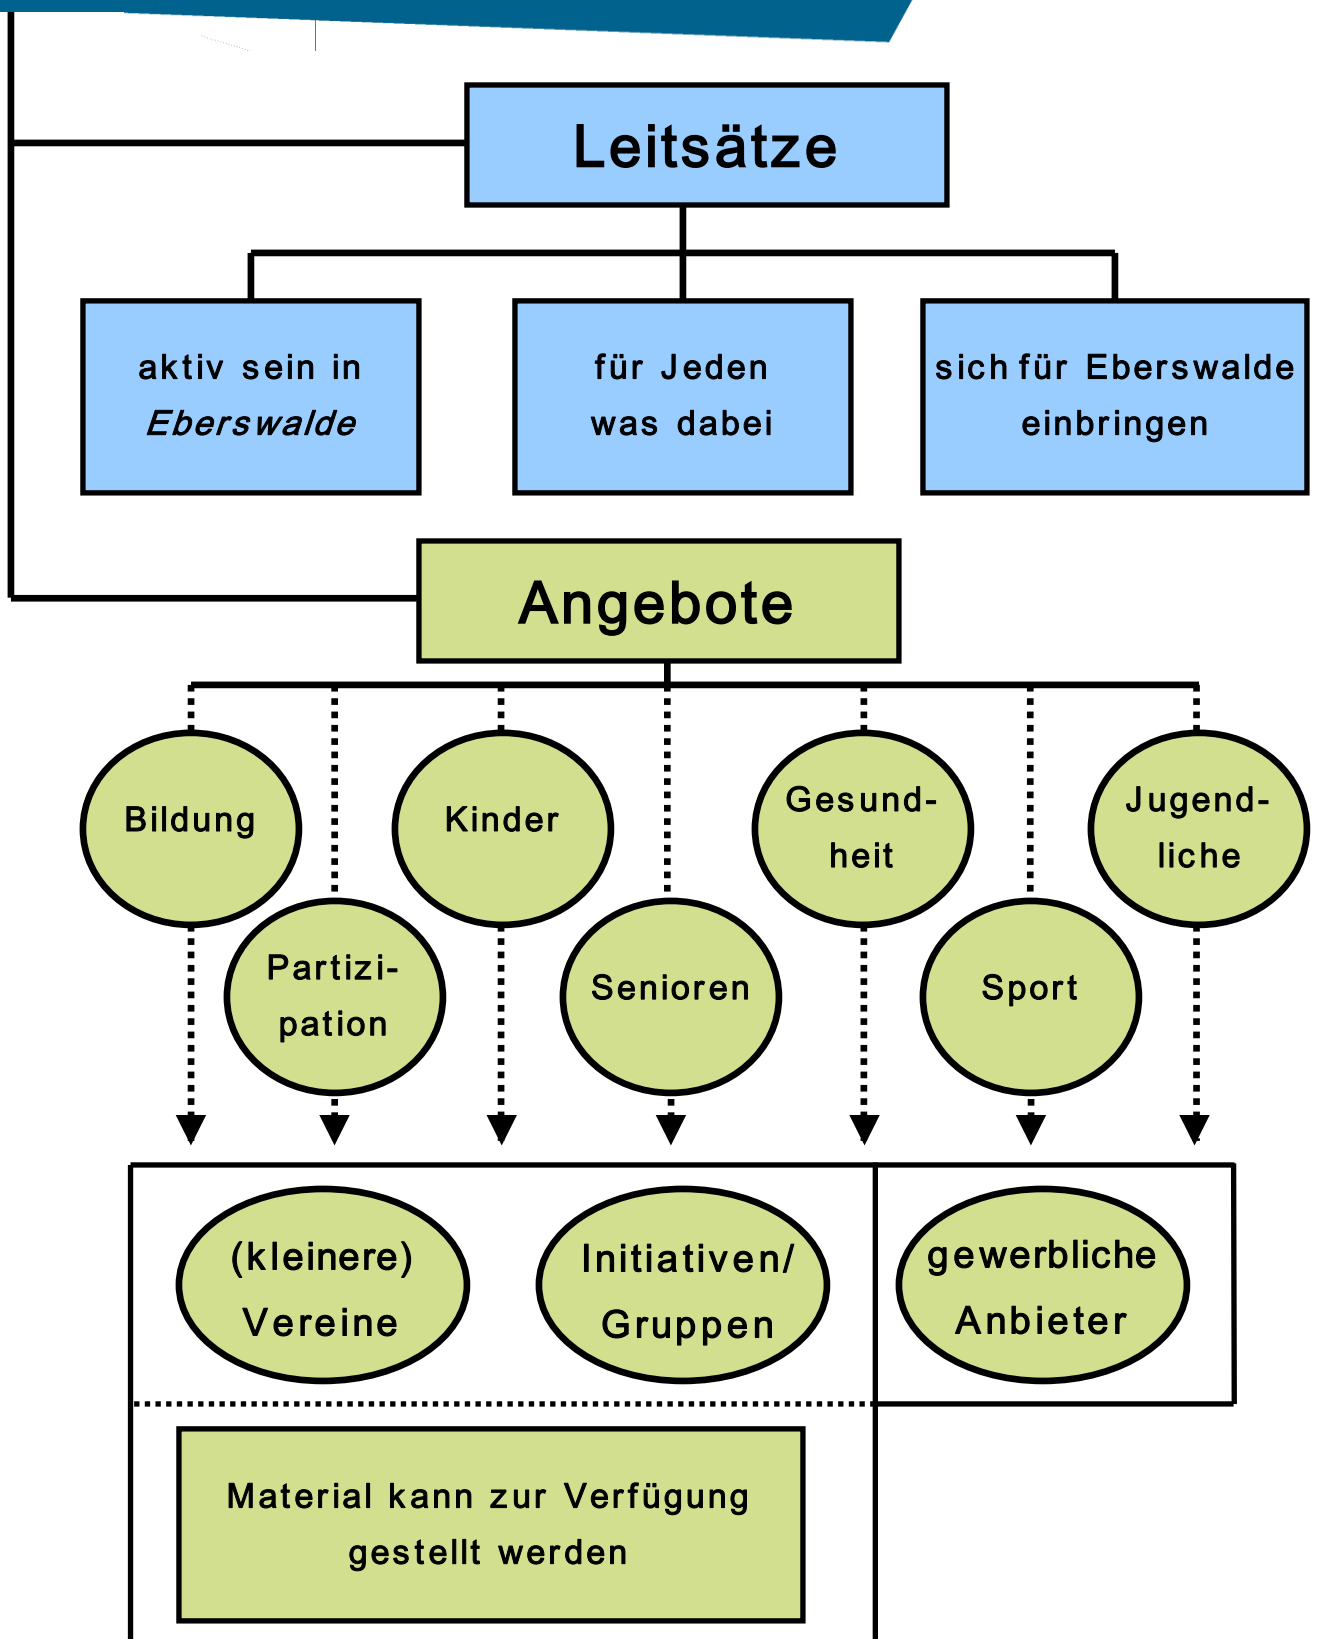 Leitsätze
aktiv sein in
Eberswalde
für Jeden
was dabei
sich für Eberswalde
einbringen
Angebote
Bildung
Kinder
Gesund-
heit
Jugend-
liche
Partizi-
pation
Senioren
Sport
(kleinere)
Vereine
Initiativen/
Gruppen
gewerbliche
Anbieter
Material kann zur Verfügung
gestellt werden